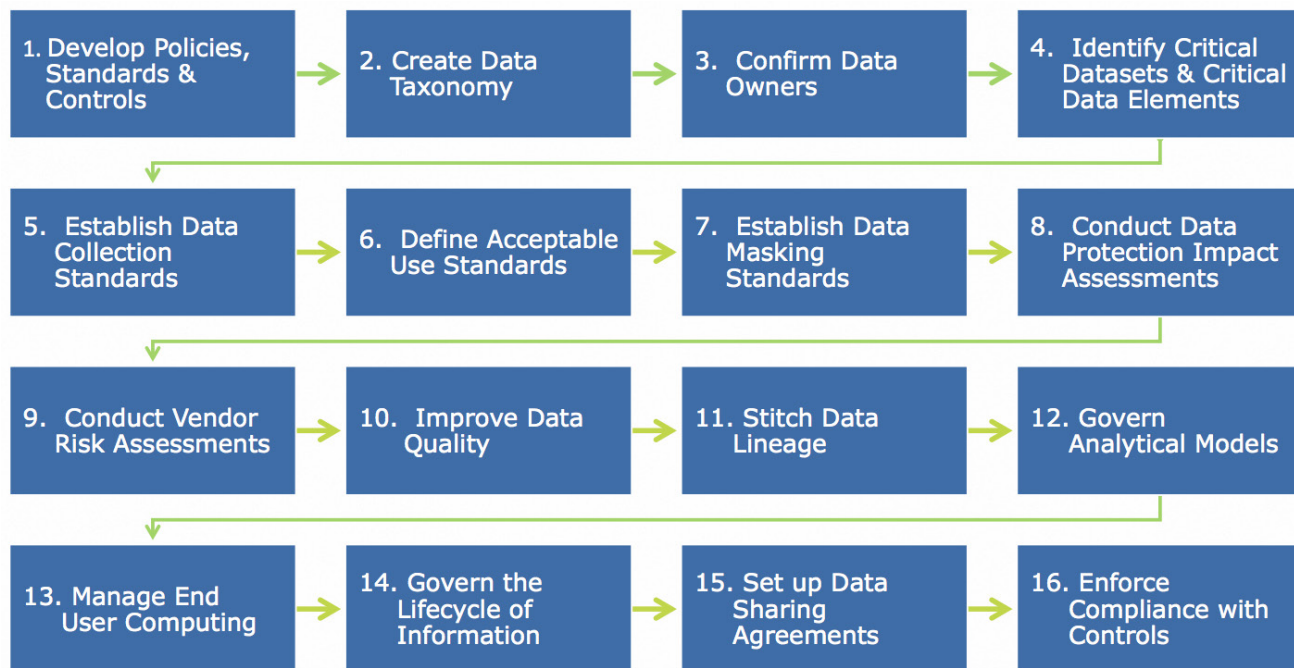 1. Develop Policies,
Standards &
Controls
2. Create Data
Taxonomy
3. Confirm Data
Owners
4. Identify Critical
Datasets & Critical
Data Elements
5. Establish Data
Collection
Standards
6. Define Acceptable
Use Standards
7. Establish Data
Masking
Standards
8. Conduct Data
Protection Impact
Assessments
9. Conduct Vendor
Risk Assessments
10. Improve Data
Quality
11. Stitch Data
Lineage
12. Govern
Analytical Models
13. Manage End
User Computing
14. Govern the
Lifecycle of
Information
15. Set up Data
Sharing
Agreements
16. Enforce
Compliance with
Controls